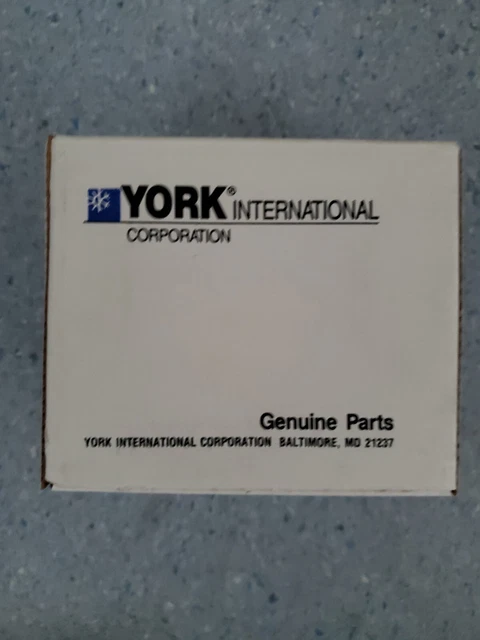 YORK® INTERNATIONAL
CORPORATION
Genuine Parts
YORK INTERNATIONAL CORPORATION BALTIMORE, MD 21237